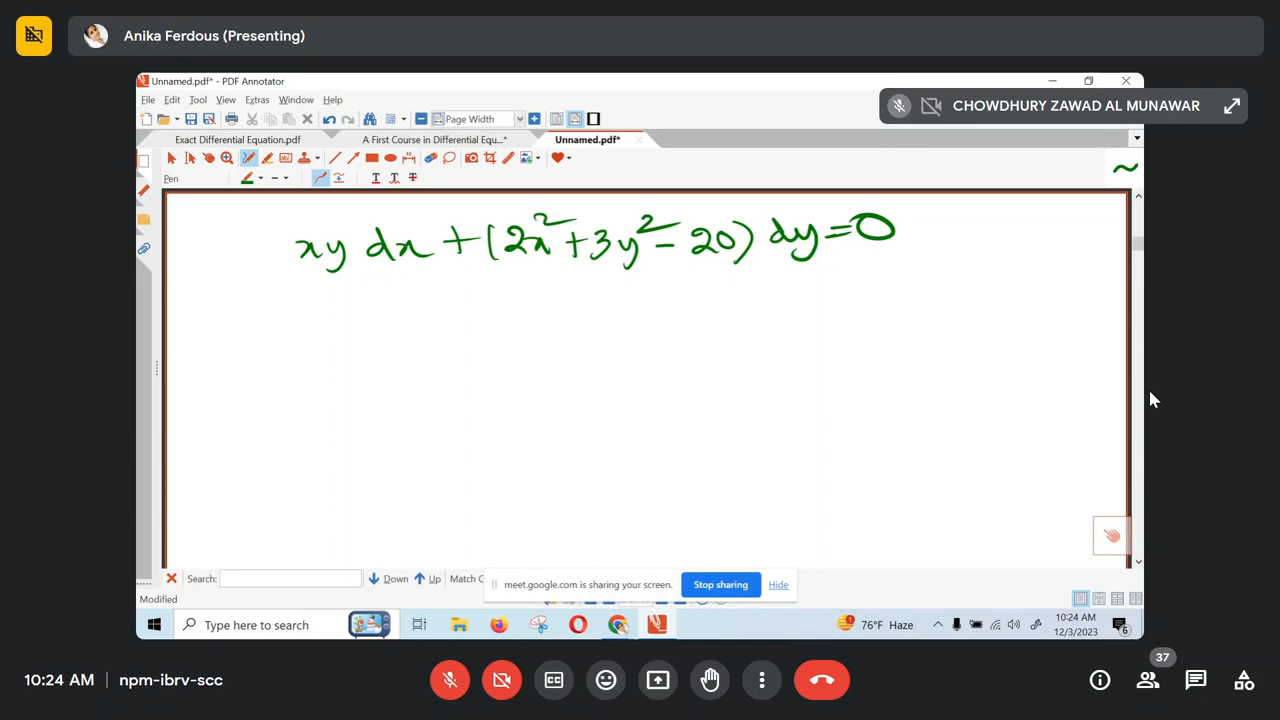 Anika Ferdous (Presenting)
Unnamed.pdf* - PDF Annotator
File Edit Tool View Extras Window Help
CHOWDHURY ZAWAD AL MUNAWAR
Page Width
Exact Differential Equation.pdf A First Course in Differential Equ...* Unnamed.pdf*
Pen
xy dx + (2x² + 3y² - 20) dy = 0
Search: Down Up Match C
meet.google.com is sharing your screen. Stop sharing Hide
Modified
Type here to search 76°F Haze 10:24 AM
12/3/2023 6
37
10:24 AM npm-ibrv-scc